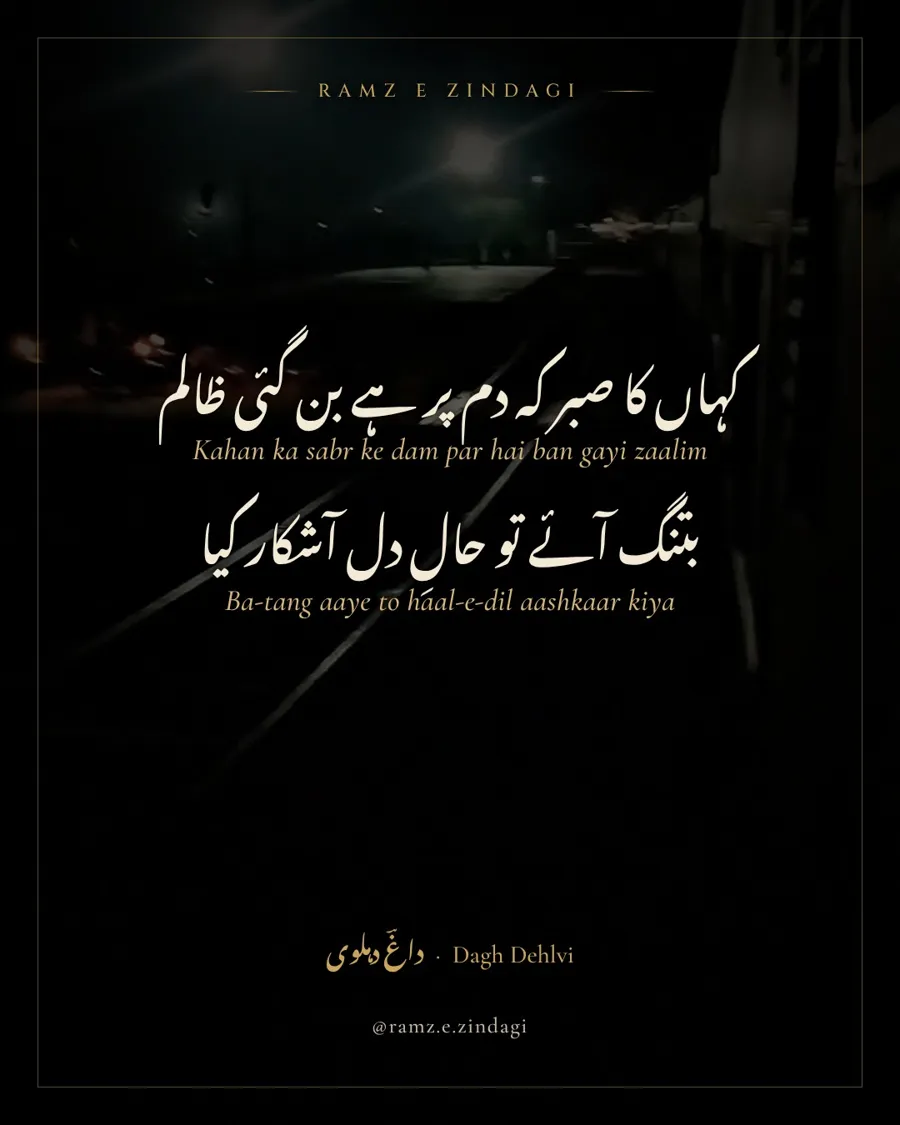 RAMZ E ZINDAGI
کہاں کا صبر کہ دم پر ہے بن گئی ظالم
Kahan ka sabr ke dam par hai ban gayi zaalim
بتنگ آئے تو حالِ دل آشکار کیا
Ba-tang aaye to haal-e-dil aashkaar kiya
داغؔ دہلوی · Dagh Dehlvi
@ramz.e.zindagi